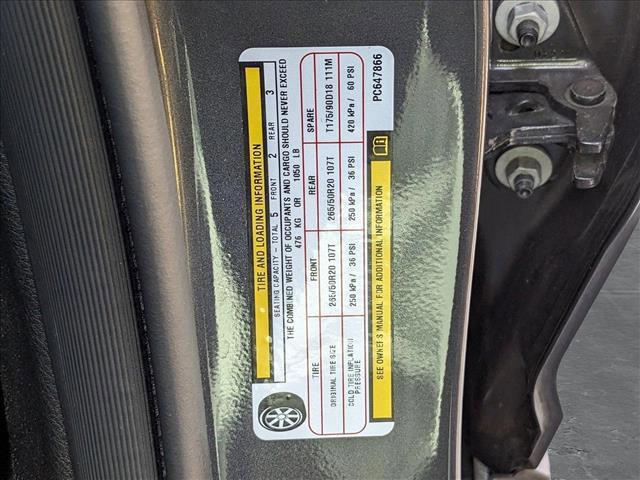 TIRE AND LOADING INFORMATION
SEATING CAPACITY - TOTAL 5 FRONT 2 REAR 3
THE COMBINED WEIGHT OF OCCUPANTS AND CARGO SHOULD NEVER EXCEED
476 KG OR 1050 LB
TIRE FRONT REAR SPARE
ORIGINAL TIRE SIZE 265/50R20 107T 265/50R20 107T T175/90D18 111M
COLD TIRE INFLATION PRESSURE 250 kPa / 36 PSI 250 kPa / 36 PSI 420 kPa / 60 PSI
SEE OWNER'S MANUAL FOR ADDITIONAL INFORMATION
PC647866